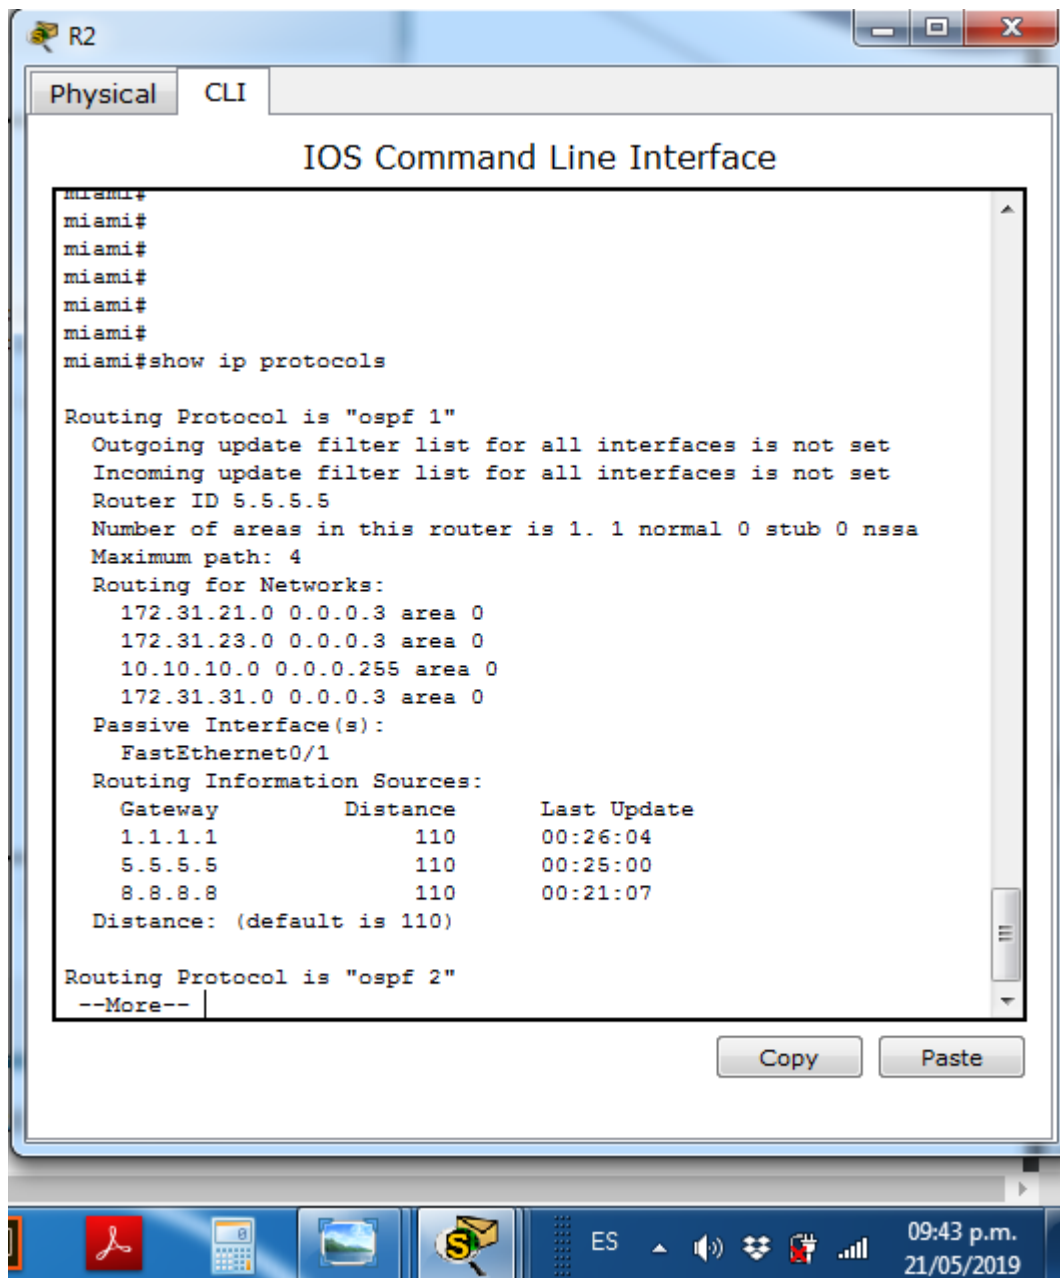 R2
Physical CLI
IOS Command Line Interface
miami#
miami#
miami#
miami#
miami#
miami#
miami#show ip protocols
Routing Protocol is "ospf 1"
  Outgoing update filter list for all interfaces is not set
  Incoming update filter list for all interfaces is not set
  Router ID 5.5.5.5
  Number of areas in this router is 1. 1 normal 0 stub 0 nssa
  Maximum path: 4
  Routing for Networks:
    172.31.21.0 0.0.0.3 area 0
    172.31.23.0 0.0.0.3 area 0
    10.10.10.0 0.0.0.255 area 0
    172.31.31.0 0.0.0.3 area 0
  Passive Interface(s):
    FastEthernet0/1
  Routing Information Sources:
    Gateway         Distance      Last Update
    1.1.1.1              110      00:26:04
    5.5.5.5              110      00:25:00
    8.8.8.8              110      00:21:07
  Distance: (default is 110)
Routing Protocol is "ospf 2"
 --More--
Copy Paste
ES 09:43 p.m.
21/05/2019